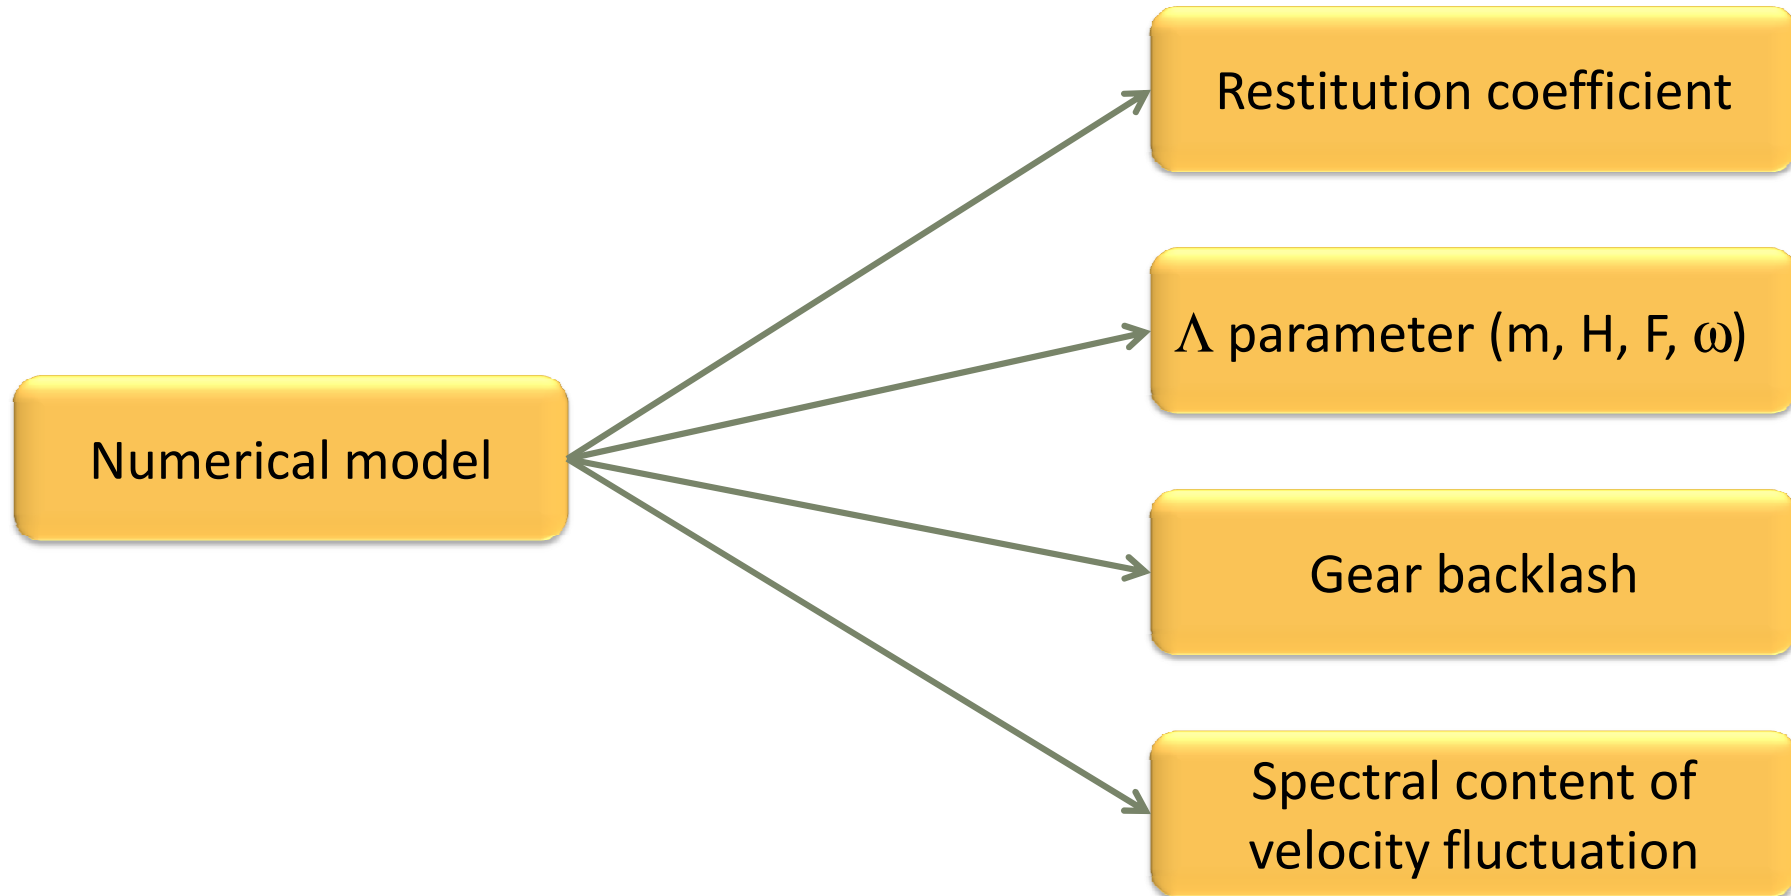 Restitution coefficient
Λ parameter (m, H, F, ω)
Numerical model
Gear backlash
Spectral content of
velocity fluctuation